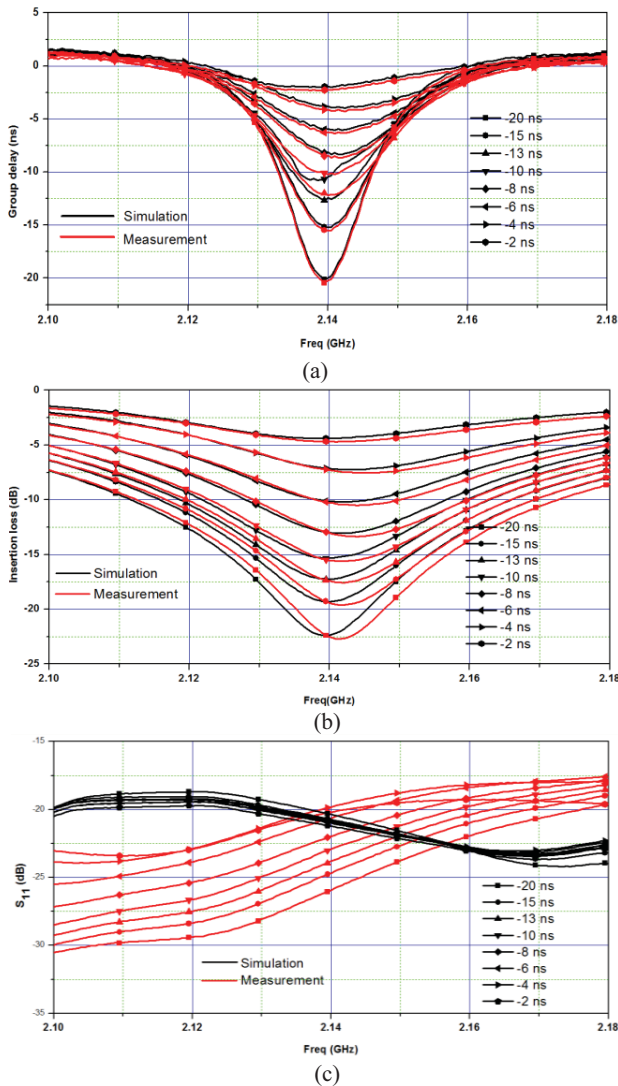 5
0
-5
-10
-15
-20
Group delay (ns)
Simulation
Measurement
-20 ns
-15 ns
-13 ns
-10 ns
-8 ns
-6 ns
-4 ns
-2 ns
2.10 2.12 2.14 2.16 2.18
Freq (GHz)
(a)
0
-5
-10
-15
-20
-25
Insertion loss (dB)
Simulation
Measurement
-20 ns
-15 ns
-13 ns
-10 ns
-8 ns
-6 ns
-4 ns
-2 ns
2.10 2.12 2.14 2.16 2.18
Freq(GHz)
(b)
-15
-20
-25
-30
-35
S11 (dB)
Simulation
Measurement
-20 ns
-15 ns
-13 ns
-10 ns
-8 ns
-6 ns
-4 ns
-2 ns
2.10 2.12 2.14 2.16 2.18
Freq (GHz)
(c)